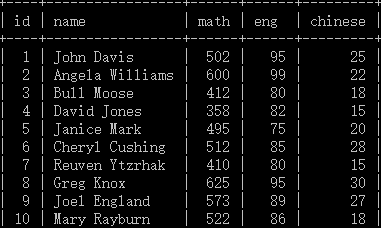 id | name | math | eng | chinese
1 | John Davis | 502 | 95 | 25
2 | Angela Williams | 600 | 99 | 22
3 | Bull Moose | 412 | 80 | 18
4 | David Jones | 358 | 82 | 15
5 | Janice Mark | 495 | 75 | 20
6 | Cheryl Cushing | 512 | 85 | 28
7 | Reuven Ytzrhak | 410 | 80 | 15
8 | Greg Knox | 625 | 95 | 30
9 | Joel England | 573 | 89 | 27
10 | Mary Rayburn | 522 | 86 | 18